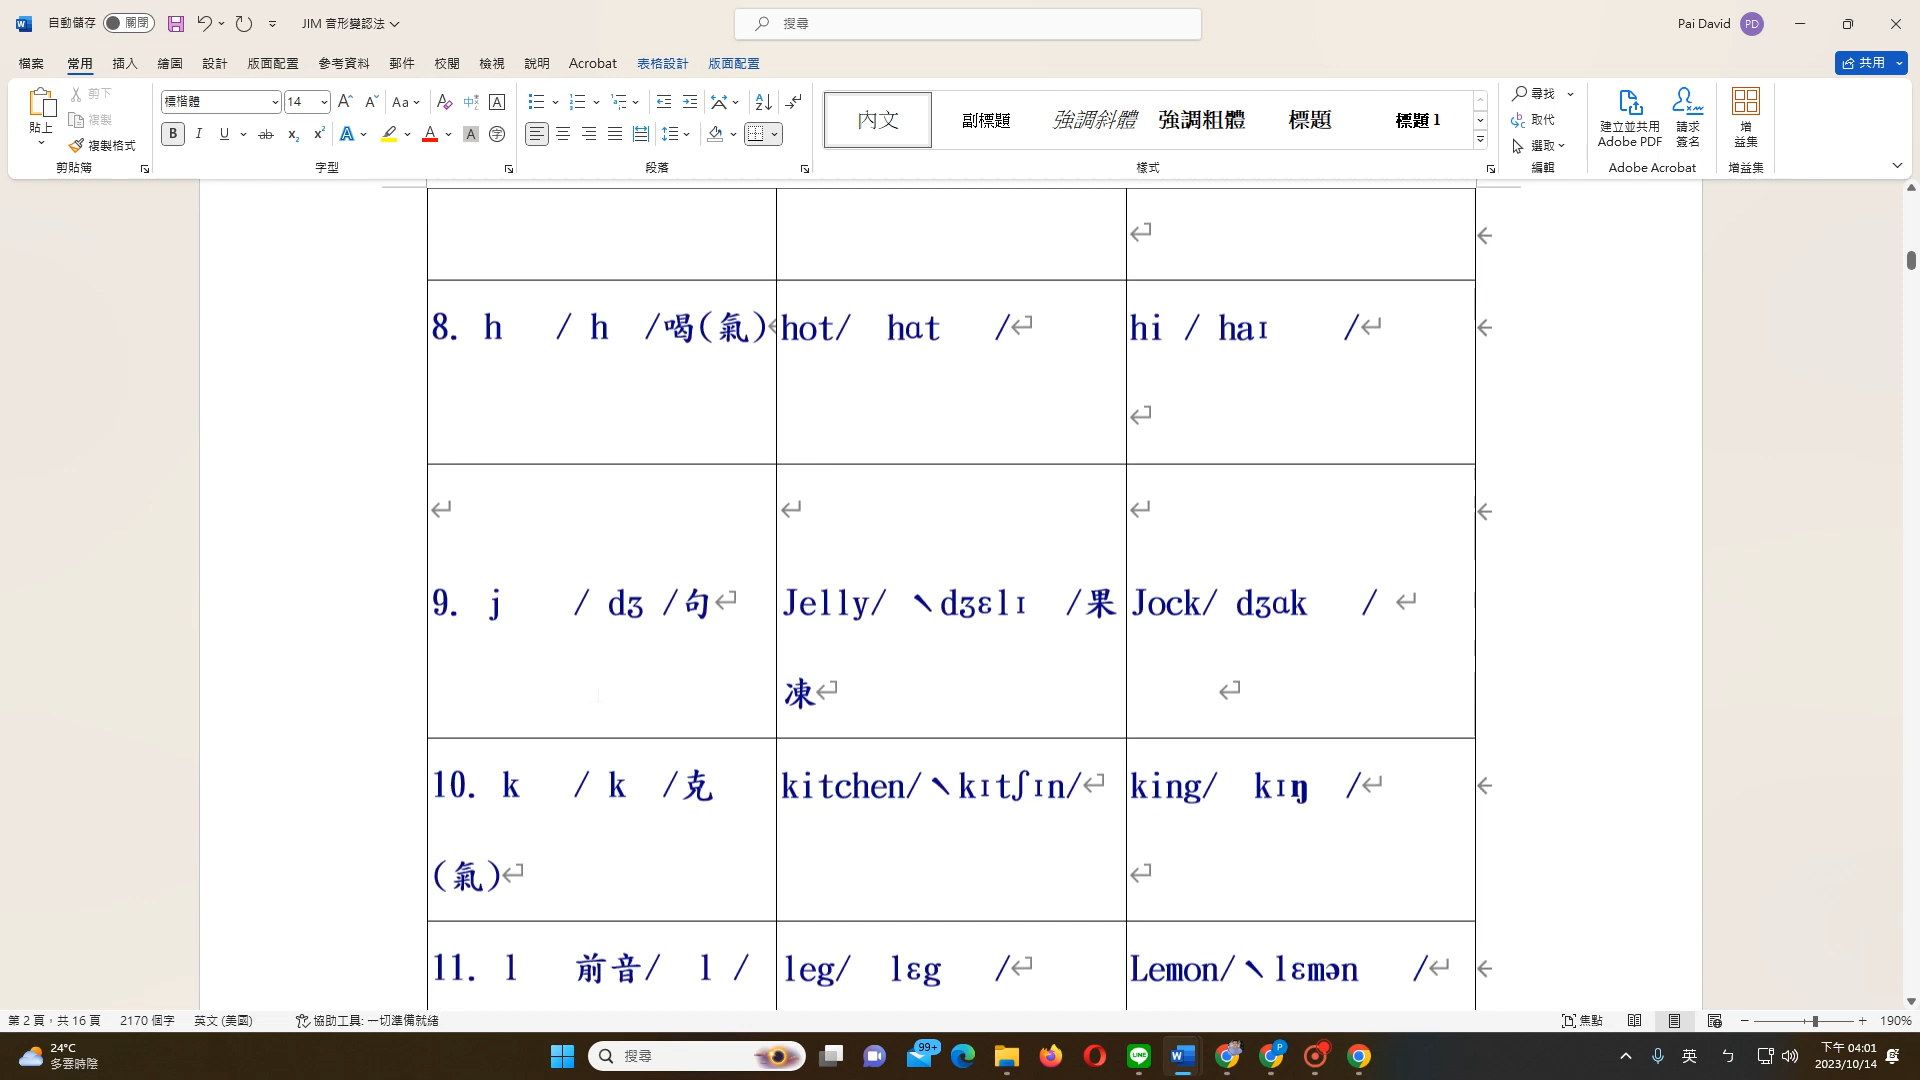 自動儲存 關閉 JIM 音形變認法 搜尋 Pai David PD
檔案 常用 插入 繪圖 設計 版面配置 參考資料 郵件 校閱 檢視 說明 Acrobat 表格設計 版面配置 共用
貼上 剪下 複製 複製格式 剪貼簿
標楷體 14 字型
段落
內文 副標題 強調斜體 強調粗體 標題 標題 1 樣式
尋找 取代 選取 編輯
建立並共用 Adobe PDF 請求簽名 Adobe Acrobat
增益集 增益集
8. h / h /喝(氣) hot/ hɑt / hi / haɪ /
9. j / dʒ /句 Jelly/ ˋdʒɛlɪ /果凍 Jock/ dʒɑk /
10. k / k /克(氣) kitchen/ˋkɪtʃɪn/ king/ kɪŋ /
11. l 前音/ l / leg/ lɛg / Lemon/ˋlɛmən /
第 2 頁，共 16 頁 2170 個字 英文 (美國) 協助工具: 一切準備就緒 焦點 190%
24°C 多雲時陰 搜尋 99+ 英 下午 04:01 2023/10/14